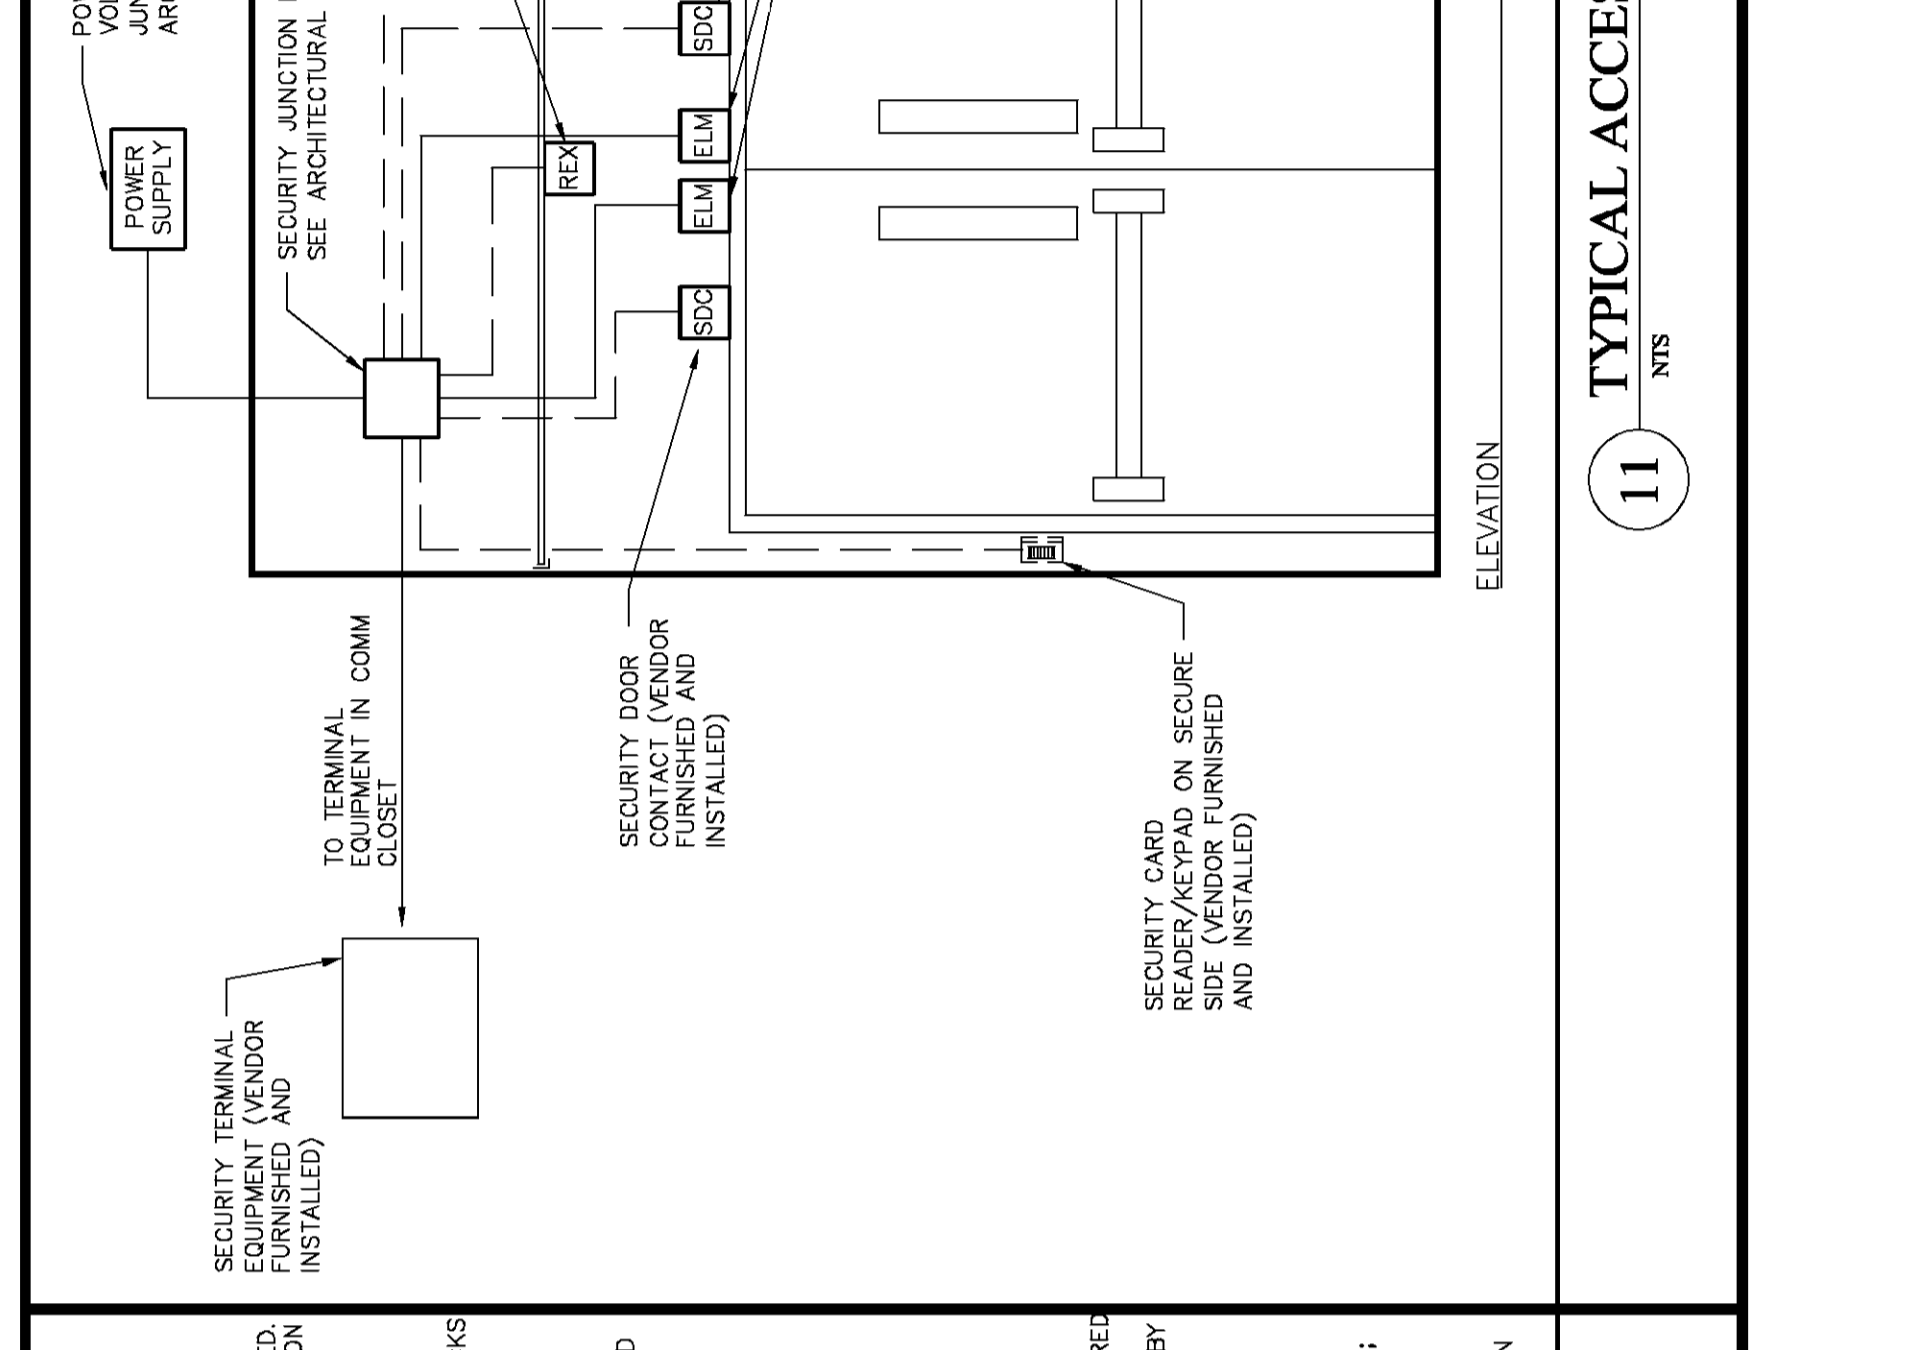 SECURITY TERMINAL
EQUIPMENT (VENDOR
FURNISHED AND
INSTALLED)
TO TERMINAL
EQUIPMENT IN COMM
CLOSET
POWER
SUPPLY
SECURITY JUNCTION
SEE ARCHITECTURAL
SDC
ELM
REX
ELM
SDC
SECURITY DOOR
CONTACT (VENDOR
FURNISHED AND
INSTALLED)
SECURITY CARD
READER/KEYPAD ON SECURE
SIDE (VENDOR FURNISHED
AND INSTALLED)
ELEVATION
11
TYPICAL
NTS
BY